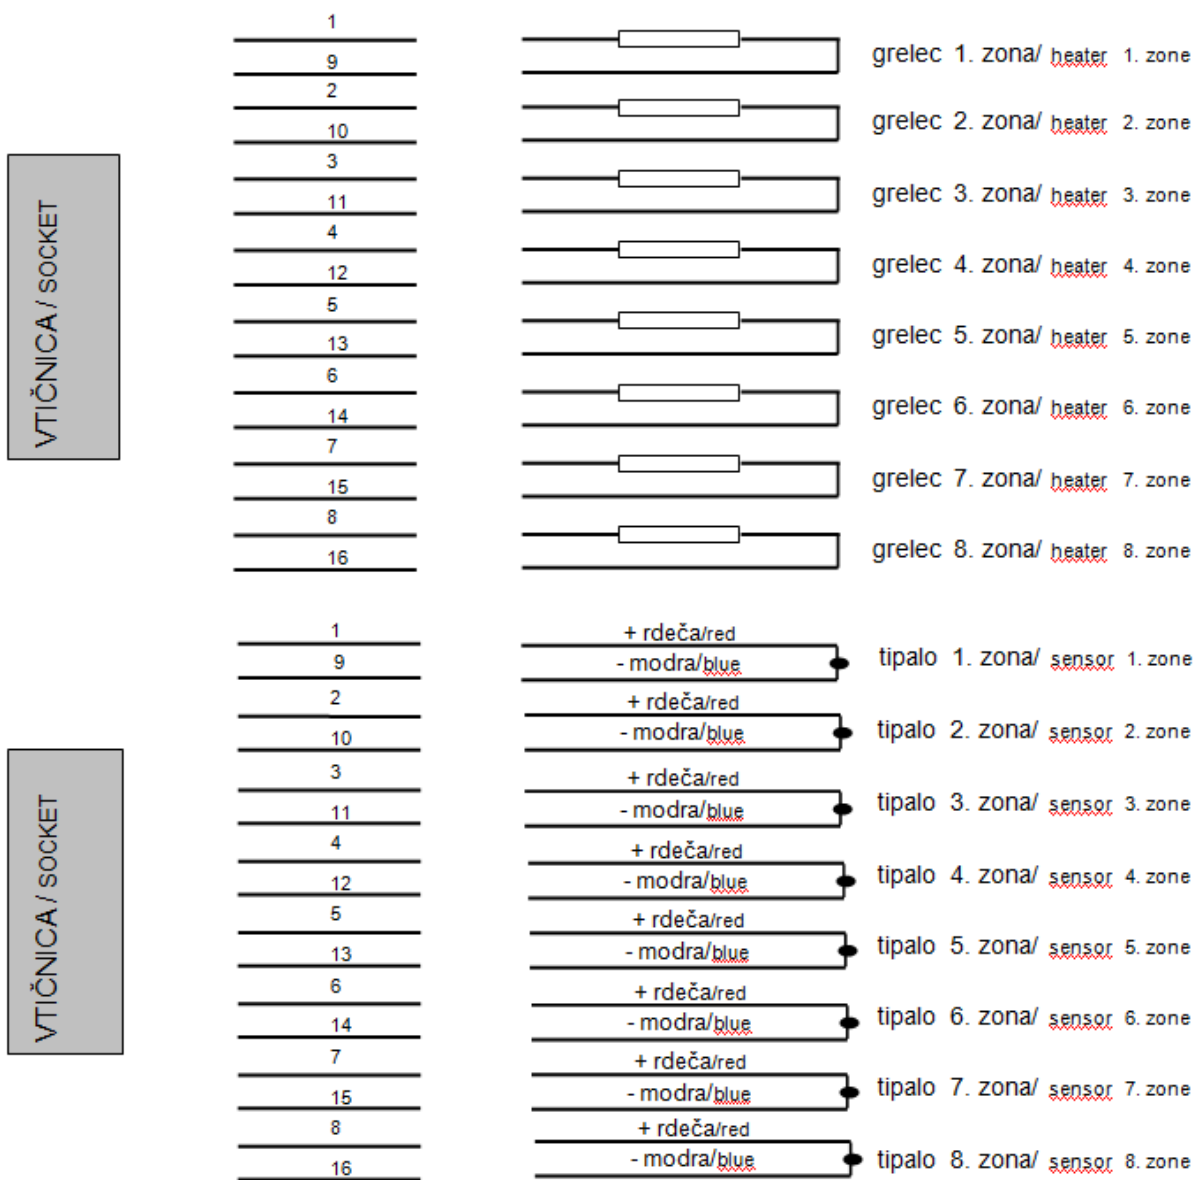 VTIČNICA / SOCKET
1
9
grelec 1. zona/ heater 1. zone
2
10
grelec 2. zona/ heater 2. zone
3
11
grelec 3. zona/ heater 3. zone
4
12
grelec 4. zona/ heater 4. zone
5
13
grelec 5. zona/ heater 5. zone
6
14
grelec 6. zona/ heater 6. zone
7
15
grelec 7. zona/ heater 7. zone
8
16
grelec 8. zona/ heater 8. zone
VTIČNICA / SOCKET
1
+ rdeča/red
9
- modra/blue
tipalo 1. zona/ sensor 1. zone
2
+ rdeča/red
10
- modra/blue
tipalo 2. zona/ sensor 2. zone
3
+ rdeča/red
11
- modra/blue
tipalo 3. zona/ sensor 3. zone
4
+ rdeča/red
12
- modra/blue
tipalo 4. zona/ sensor 4. zone
5
+ rdeča/red
13
- modra/blue
tipalo 5. zona/ sensor 5. zone
6
+ rdeča/red
14
- modra/blue
tipalo 6. zona/ sensor 6. zone
7
+ rdeča/red
15
- modra/blue
tipalo 7. zona/ sensor 7. zone
8
+ rdeča/red
16
- modra/blue
tipalo 8. zona/ sensor 8. zone